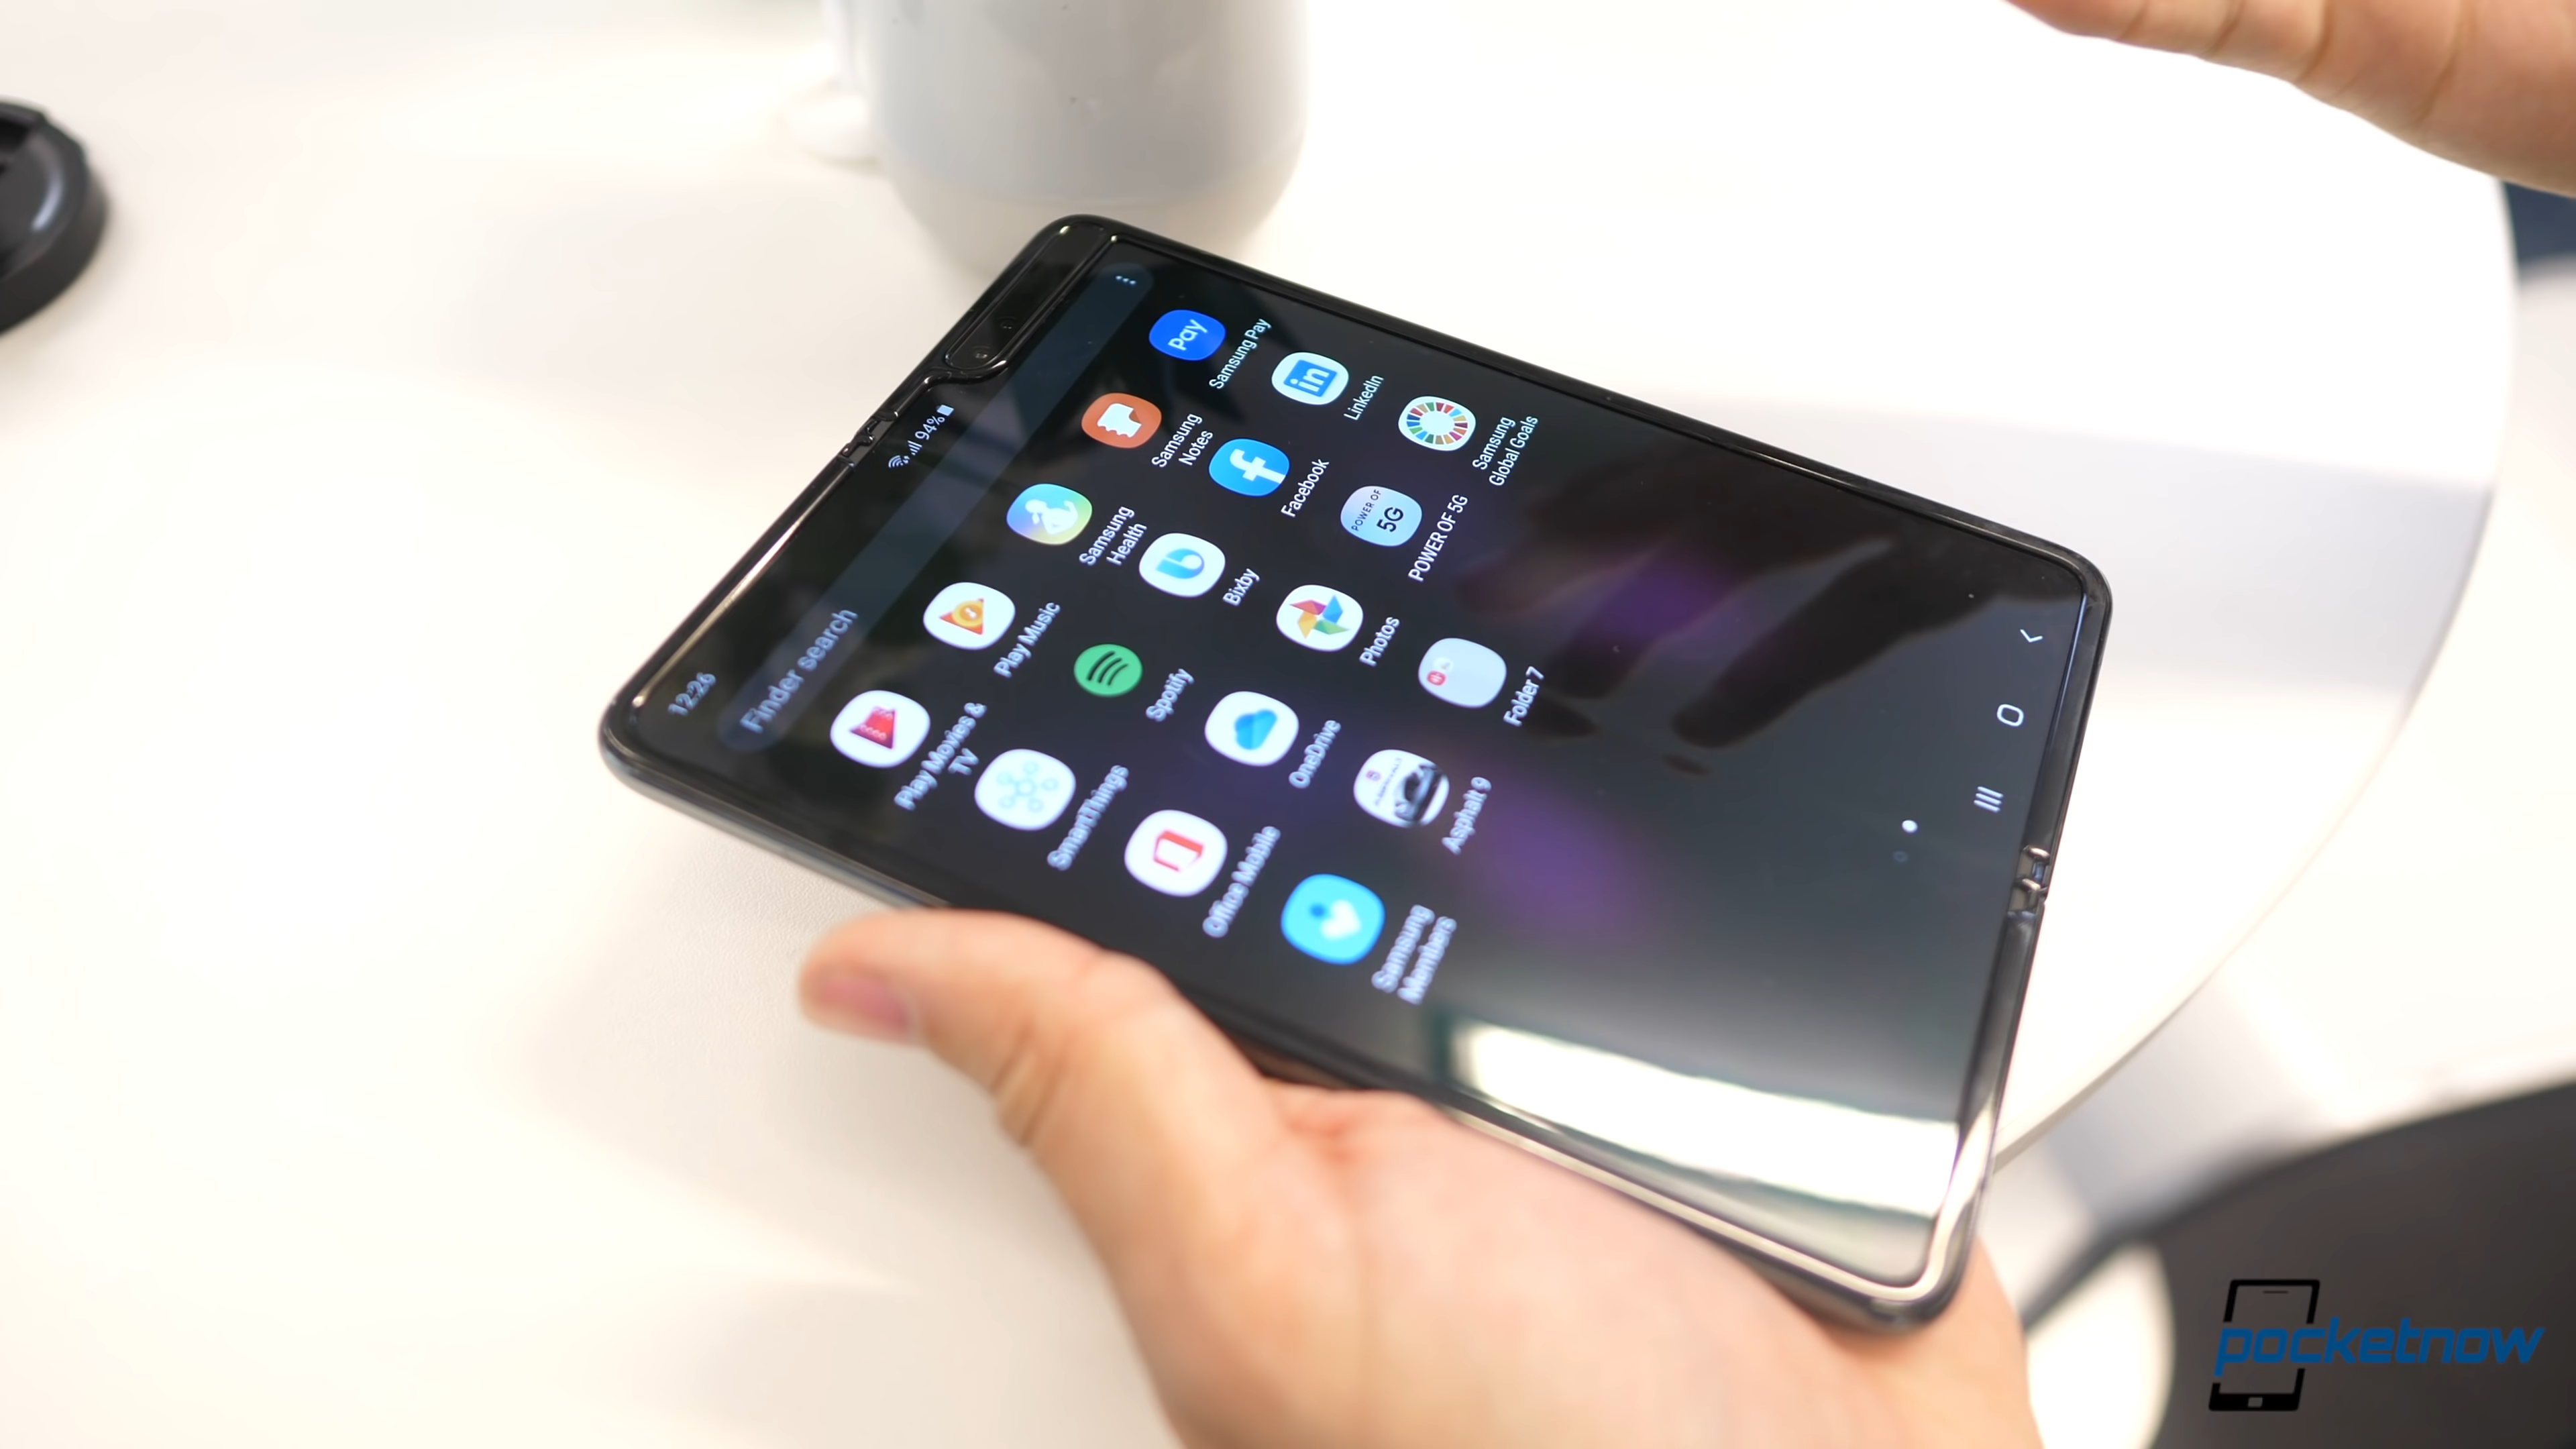 12:26
94%
Finder search
Play Movies &
TV
Play Music
Samsung
Health
Samsung
Notes
Pay
Samsung Pay
SmartThings
Spotify
Bixby
Facebook
in
LinkedIn
Office Mobile
OneDrive
Photos
POWER OF
5G
POWER OF 5G
Samsung
Global Goals
Samsung
Members
Asphalt 9
Folder 7
pocketnow